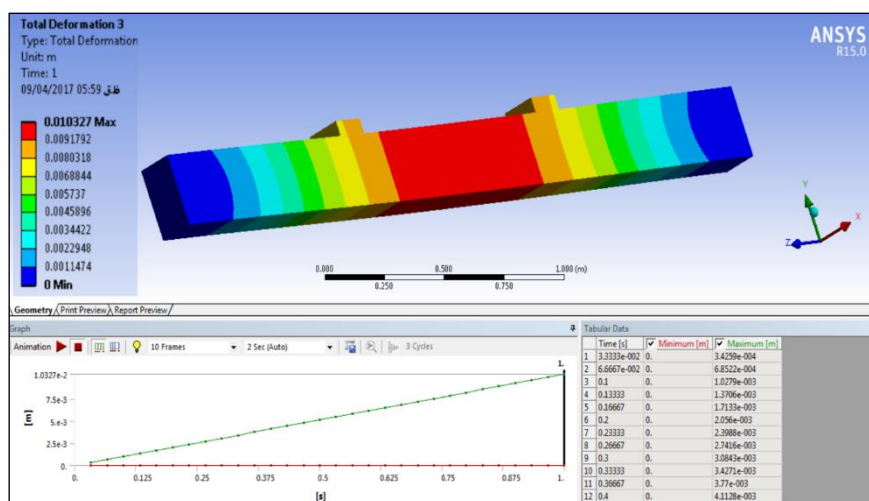 Total Deformation 3
Type: Total Deformation
Unit: m
Time: 1
09/04/2017 05:59 ظ.ق
ANSYS
R15.0
0.010327 Max
0.0091792
0.0080318
0.0068844
0.005737
0.0045896
0.0034422
0.0022948
0.0011474
0 Min
Y
X
Z
0.000
0.500
1.000 (m)
0.250
0.750
Geometry
Print Preview
Report Preview
Graph
Animation
10 Frames
2 Sec (Auto)
3 Cycles
1.
1.0327e-2
7.5e-3
5.e-3
2.5e-3
0.
[m]
0.
0.125
0.25
0.375
0.5
0.625
0.75
0.875
1.
[s]
Tabular Data
Time [s] Minimum [m] Maximum [m]
1 3.3333e-002 0. 3.4259e-004
2 6.6667e-002 0. 6.8522e-004
3 0.1 0. 1.0279e-003
4 0.13333 0. 1.3706e-003
5 0.16667 0. 1.7133e-003
6 0.2 0. 2.056e-003
7 0.23333 0. 2.3988e-003
8 0.26667 0. 2.7416e-003
9 0.3 0. 3.0843e-003
10 0.33333 0. 3.4271e-003
11 0.36667 0. 3.77e-003
12 0.4 0. 4.1128e-003